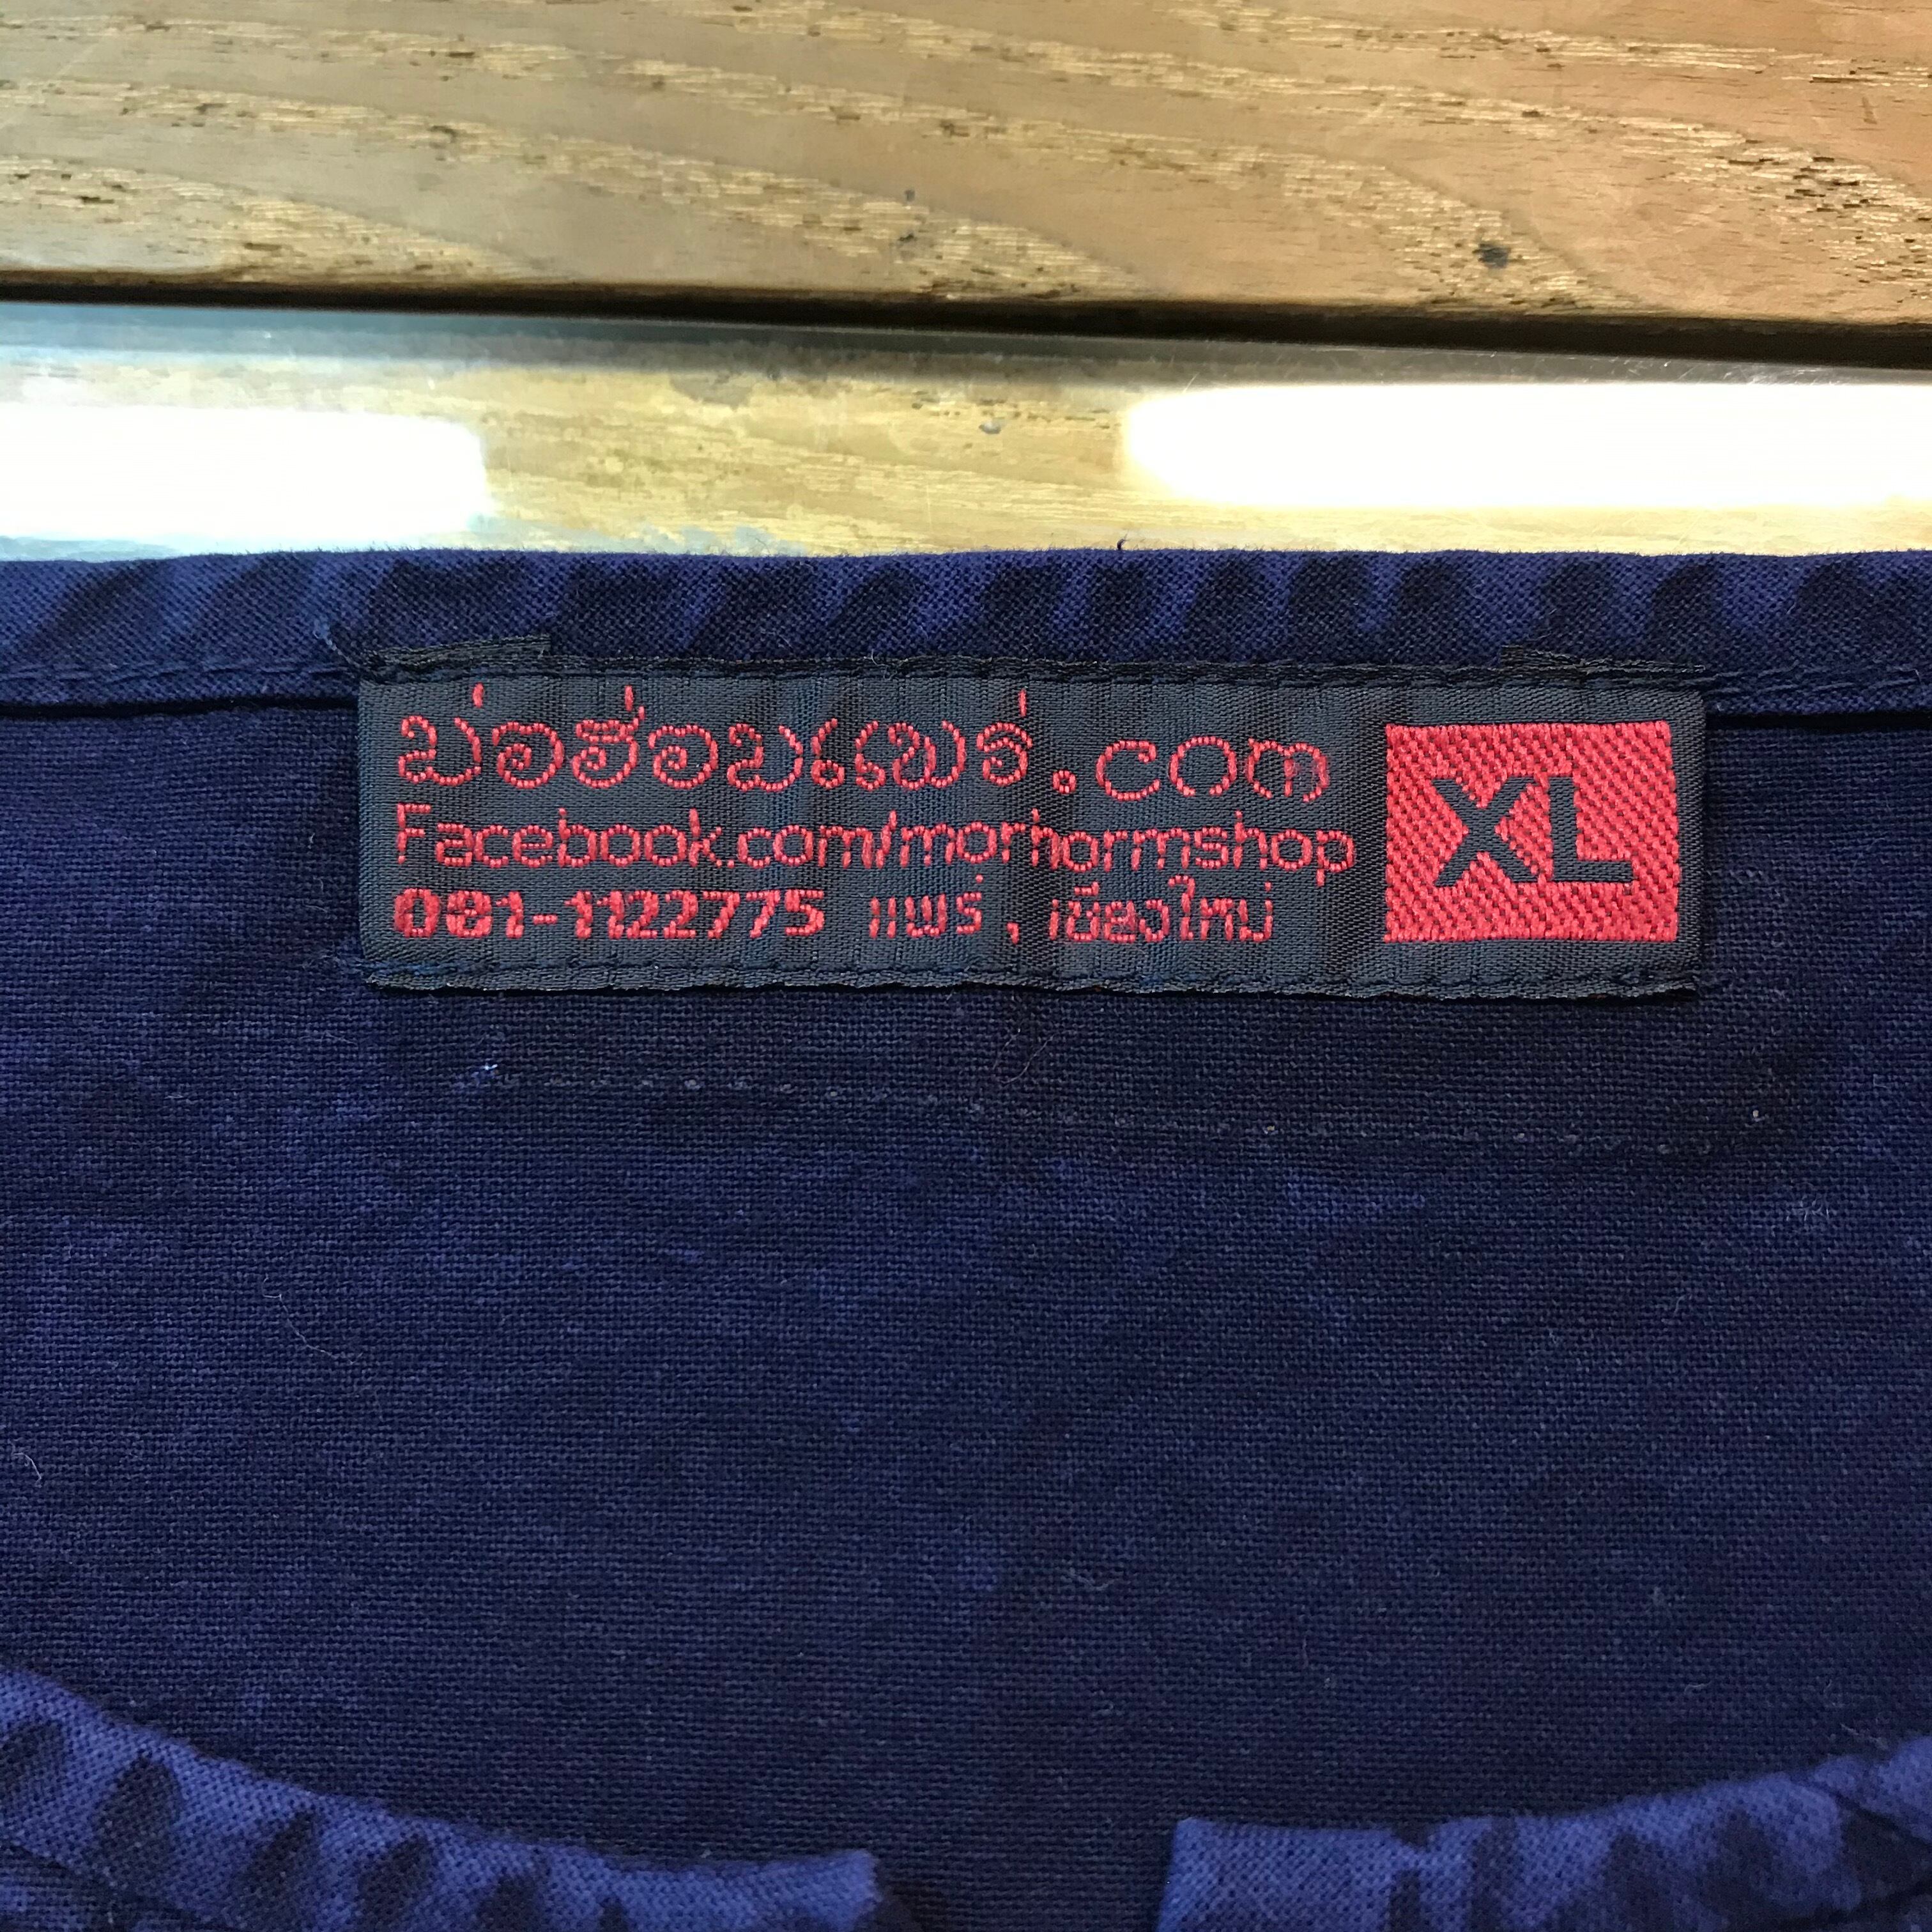 ม่อฮ่อมแพร่.com
Facebook.com/morhormshop
081-1122775 แพร่ , เชียงใหม่
XL